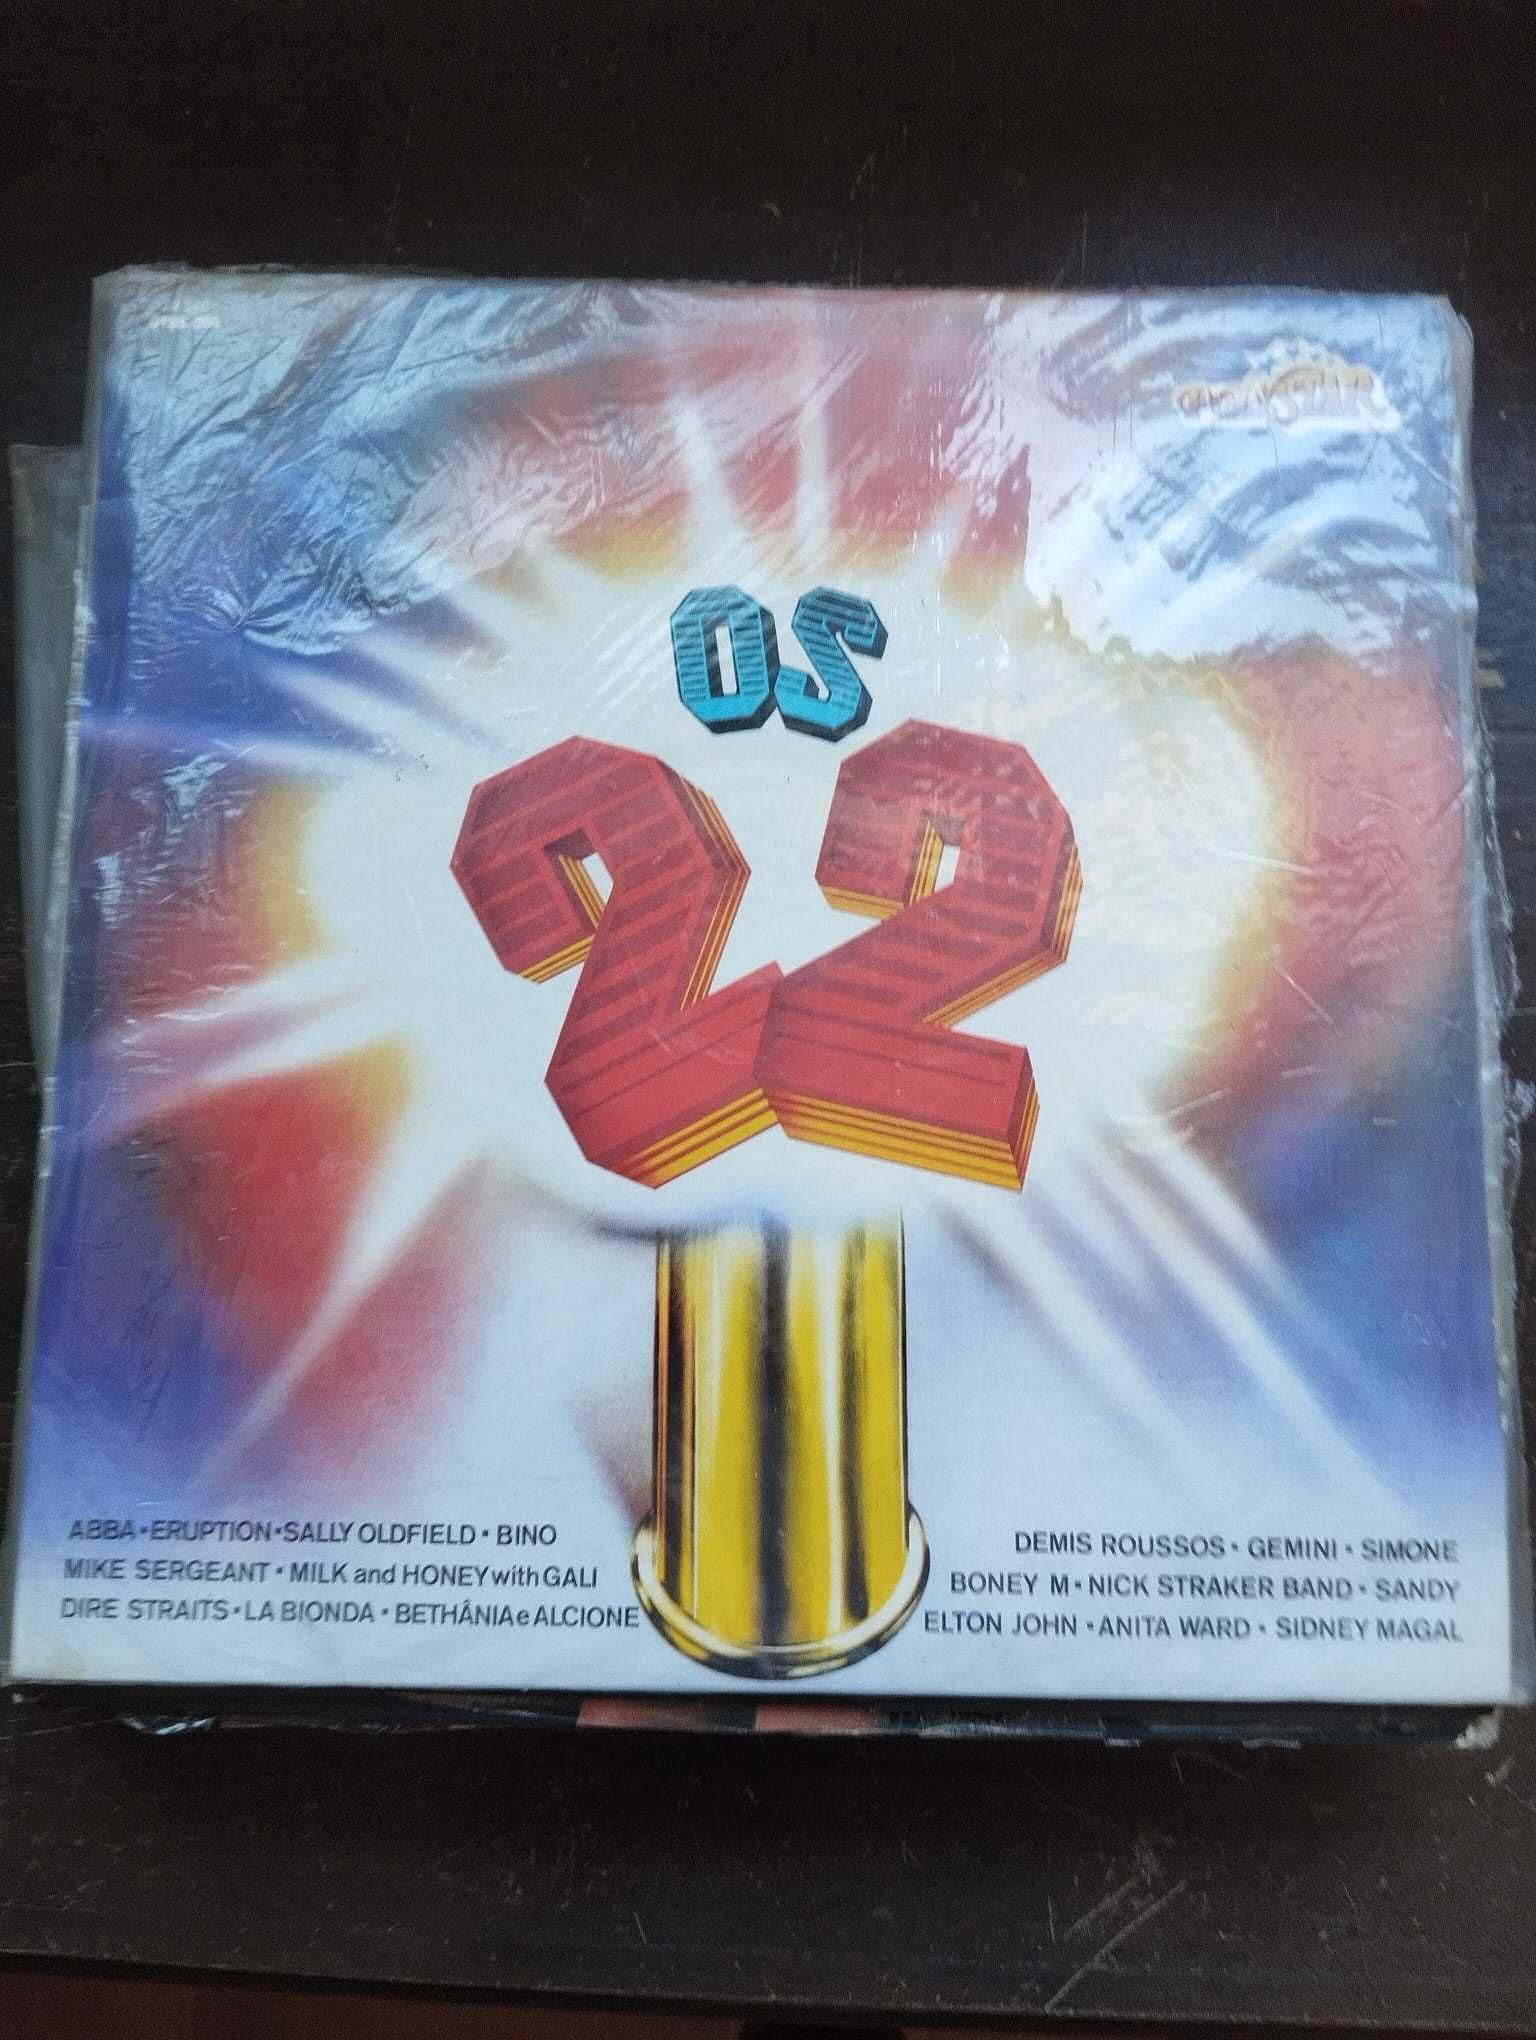 OS
22
ABBA • ERUPTION • SALLY OLDFIELD • BINO
MIKE SERGEANT • MILK and HONEY with GALI
DIRE STRAITS • LA BIONDA • BETHÂNIA e ALCIONE
DEMIS ROUSSOS • GEMINI • SIMONE
BONEY M • NICK STRAKER BAND • SANDY
ELTON JOHN • ANITA WARD • SIDNEY MAGAL